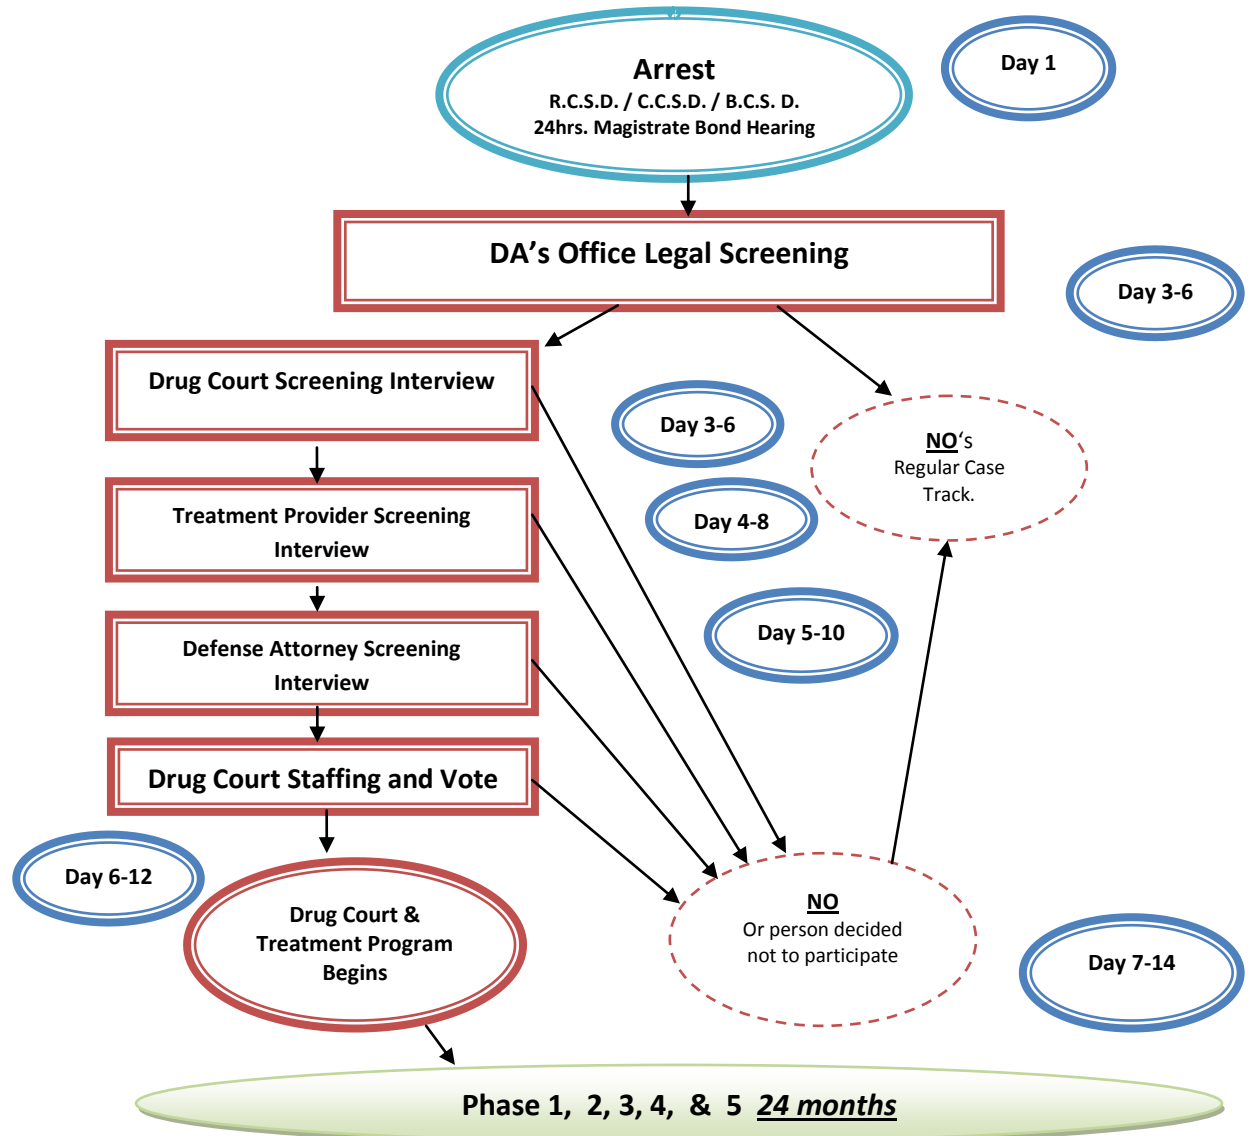 Arrest
R.C.S.D. / C.C.S.D. / B.C.S. D.
24hrs. Magistrate Bond Hearing
Day 1
DA's Office Legal Screening
Day 3-6
Drug Court Screening Interview
Day 3-6
NO's
Regular Case
Track.
Treatment Provider Screening
Interview
Day 4-8
Defense Attorney Screening
Interview
Day 5-10
Drug Court Staffing and Vote
Day 6-12
Drug Court &
Treatment Program
Begins
NO
Or person decided
not to participate
Day 7-14
Phase 1, 2, 3, 4, & 5 24 months